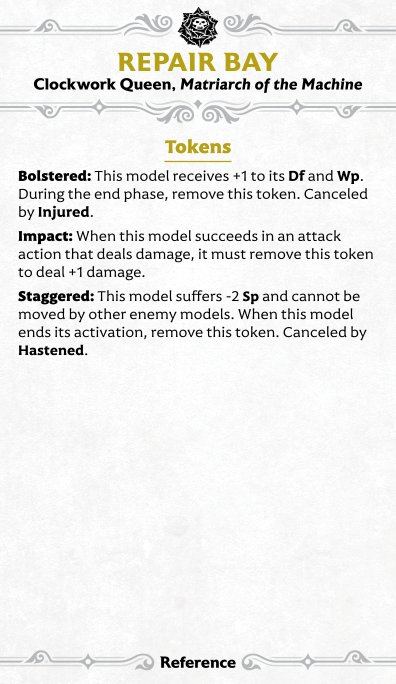 REPAIR BAY
Clockwork Queen, Matriarch of the Machine
Tokens
Bolstered: This model receives +1 to its Df and Wp.
During the end phase, remove this token. Canceled
by Injured.
Impact: When this model succeeds in an attack
action that deals damage, it must remove this token
to deal +1 damage.
Staggered: This model suffers -2 Sp and cannot be
moved by other enemy models. When this model
ends its activation, remove this token. Canceled by
Hastened.
Reference